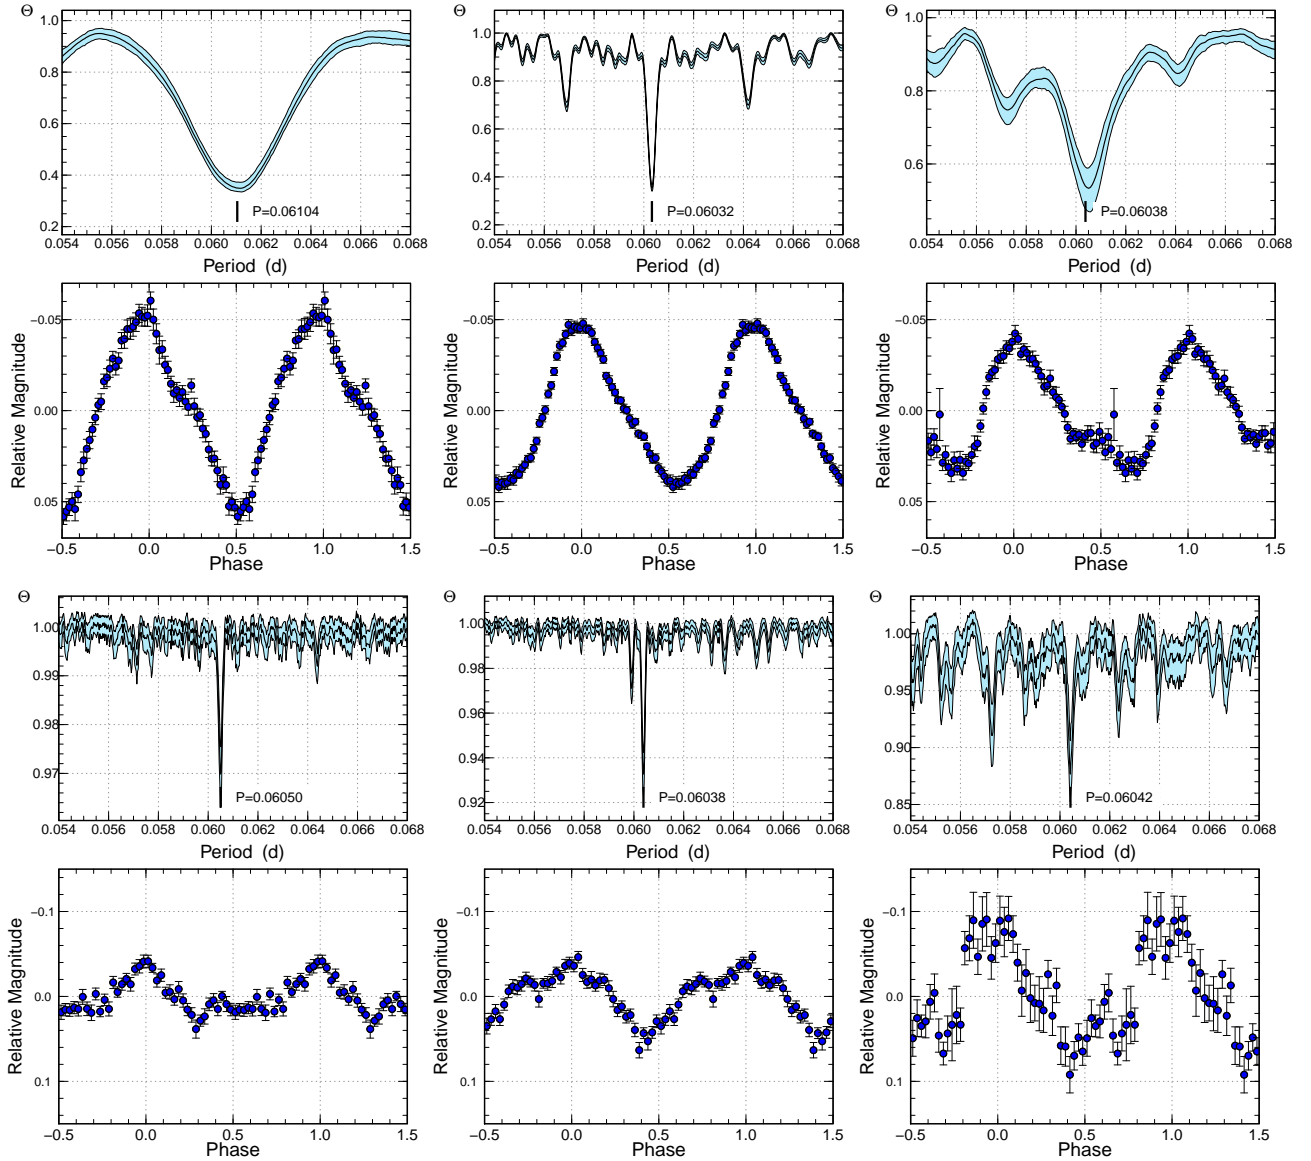 Θ
1.0
0.8
0.6
0.4
0.2
P=0.06104
0.054 0.056 0.058 0.060 0.062 0.064 0.066 0.068
Period (d)
Θ
1.0
0.8
0.6
0.4
0.2
P=0.06032
0.054 0.056 0.058 0.060 0.062 0.064 0.066 0.068
Period (d)
Θ
1.0
0.8
0.6
P=0.06038
0.054 0.056 0.058 0.060 0.062 0.064 0.066 0.068
Period (d)
Relative Magnitude
−0.05
0.00
0.05
−0.5 0.0 0.5 1.0 1.5
Phase
Relative Magnitude
−0.05
0.00
0.05
−0.5 0.0 0.5 1.0 1.5
Phase
Relative Magnitude
−0.05
0.00
0.05
−0.5 0.0 0.5 1.0 1.5
Phase
Θ
1.00
0.99
0.98
0.97
P=0.06050
0.054 0.056 0.058 0.060 0.062 0.064 0.066 0.068
Period (d)
Θ
1.00
0.98
0.96
0.94
0.92
P=0.06038
0.054 0.056 0.058 0.060 0.062 0.064 0.066 0.068
Period (d)
Θ
1.00
0.95
0.90
0.85
P=0.06042
0.054 0.056 0.058 0.060 0.062 0.064 0.066 0.068
Period (d)
Relative Magnitude
−0.1
0.0
0.1
−0.5 0.0 0.5 1.0 1.5
Phase
Relative Magnitude
−0.1
0.0
0.1
−0.5 0.0 0.5 1.0 1.5
Phase
Relative Magnitude
−0.1
0.0
0.1
−0.5 0.0 0.5 1.0 1.5
Phase